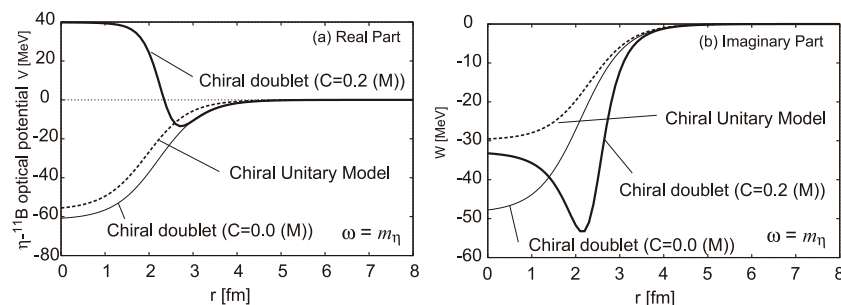 (a) Real Part
Chiral doublet (C=0.2 (M))
Chiral Unitary Model
Chiral doublet (C=0.0 (M))
ω = mη
η-¹¹B optical potential V [MeV]
40
20
0
-20
-40
-60
-80
0 1 2 3 4 5 6 7 8
r [fm]
(b) Imaginary Part
Chiral Unitary Model
Chiral doublet (C=0.2 (M))
Chiral doublet (C=0.0 (M))
ω = mη
W [MeV]
0
-10
-20
-30
-40
-50
-60
0 1 2 3 4 5 6 7 8
r [fm]